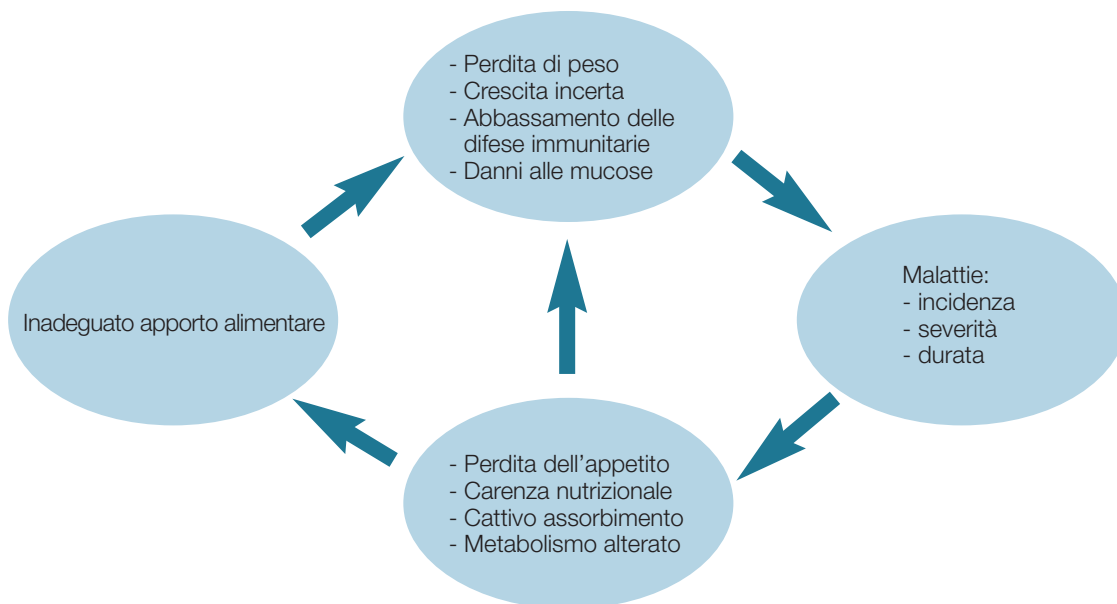 - Perdita di peso
- Crescita incerta
- Abbassamento delle
difese immunitarie
- Danni alle mucose
Inadeguato apporto alimentare
Malattie:
- incidenza
- severità
- durata
- Perdita dell’appetito
- Carenza nutrizionale
- Cattivo assorbimento
- Metabolismo alterato